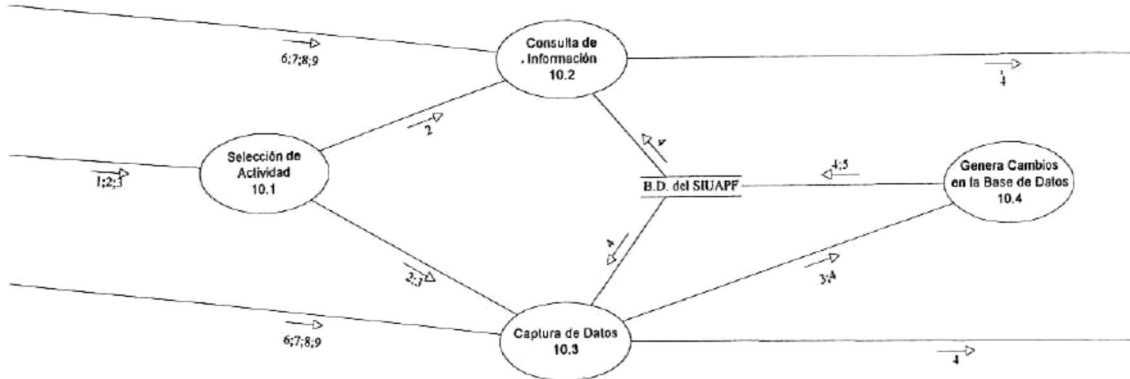 6;7;8;9
Consulta de
Información
10.2
4
2
1;2;3
Selección de
Actividad
10.1
4
B.D. del SIUAPF
4;5
Genera Cambios
en la Base de Datos
10.4
4
2;3
3;4
6;7;8;9
Captura de Datos
10.3
4